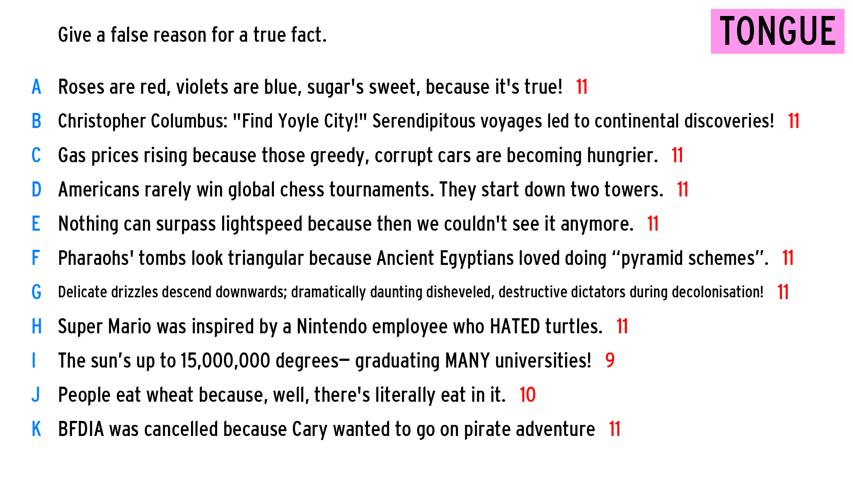 TONGUE
Give a false reason for a true fact.
A Roses are red, violets are blue, sugar's sweet, because it's true! 11
B Christopher Columbus: "Find Yoyle City!" Serendipitous voyages led to continental discoveries! 11
C Gas prices rising because those greedy, corrupt cars are becoming hungrier. 11
D Americans rarely win global chess tournaments. They start down two towers. 11
E Nothing can surpass lightspeed because then we couldn't see it anymore. 11
F Pharaohs' tombs look triangular because Ancient Egyptians loved doing “pyramid schemes”. 11
G Delicate drizzles descend downwards; dramatically daunting disheveled, destructive dictators during decolonisation! 11
H Super Mario was inspired by a Nintendo employee who HATED turtles. 11
I The sun’s up to 15,000,000 degrees— graduating MANY universities! 9
J People eat wheat because, well, there's literally eat in it. 10
K BFDIA was cancelled because Cary wanted to go on pirate adventure 11